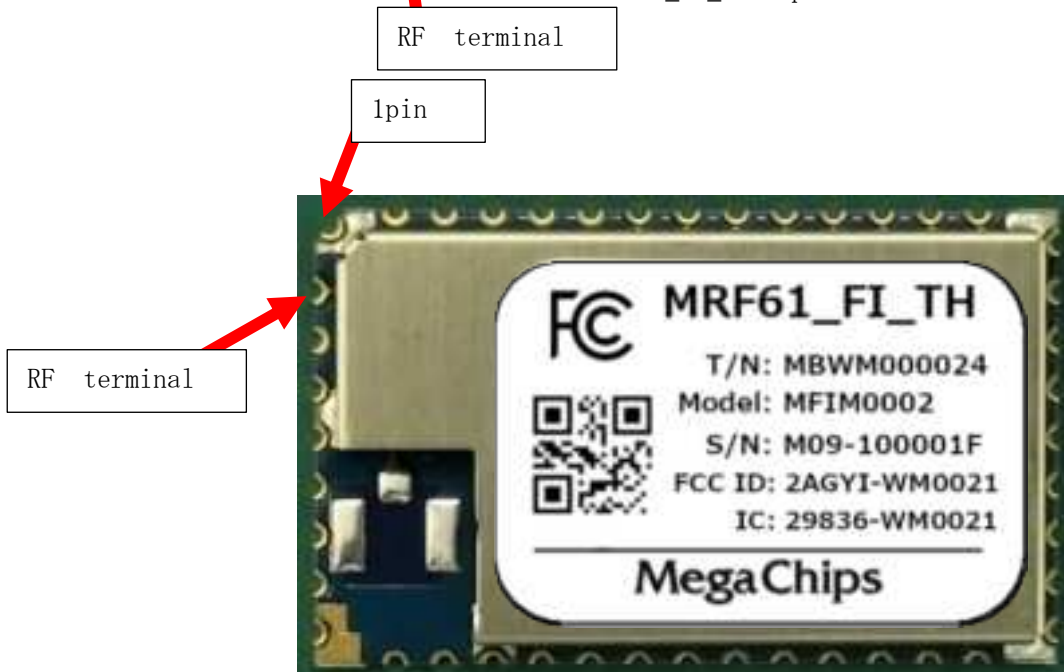 RF terminal
1pin
RF terminal
FC
MRF61_FI_TH
T/N: MBWM000024
Model: MFIM0002
S/N: M09-100001F
FCC ID: 2AGYI-WM0021
IC: 29836-WM0021
MegaChips